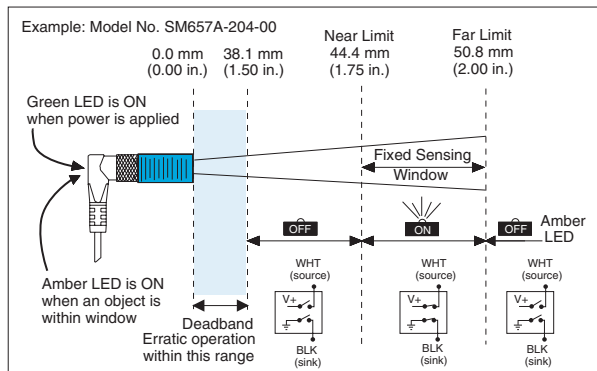 Example: Model No. SM657A-204-00
0.0 mm
(0.00 in.)
38.1 mm
(1.50 in.)
Near Limit
44.4 mm
(1.75 in.)
Far Limit
50.8 mm
(2.00 in.)
Green LED is ON
when power is applied
Fixed Sensing
Window
OFF
ON
OFF
Amber
LED
Amber LED is ON
when an object is
within window
Deadband
Erratic operation
within this range
WHT
(source)
V+
BLK
(sink)
WHT
(source)
V+
BLK
(sink)
WHT
(source)
V+
BLK
(sink)